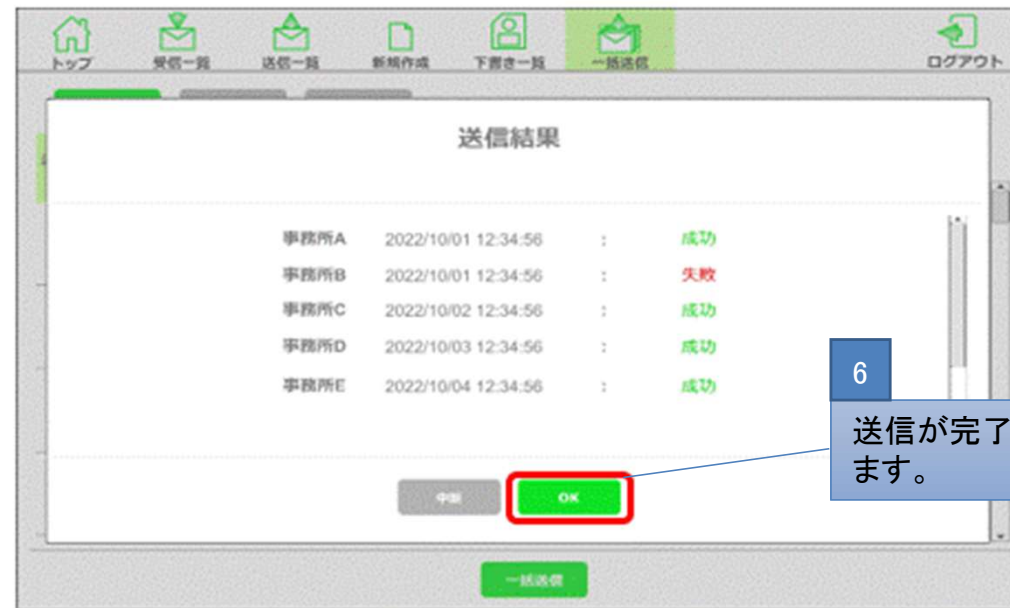 トップ 受信一覧 送信一覧 新規作成 下書き一覧 一括送信 ログアウト
送信結果
事務所A 2022/10/01 12:34:56 : 成功
事務所B 2022/10/01 12:34:56 : 失敗
事務所C 2022/10/02 12:34:56 : 成功
事務所D 2022/10/03 12:34:56 : 成功
事務所E 2022/10/04 12:34:56 : 成功
6
送信が完了
ます。
中断 OK
一括送信